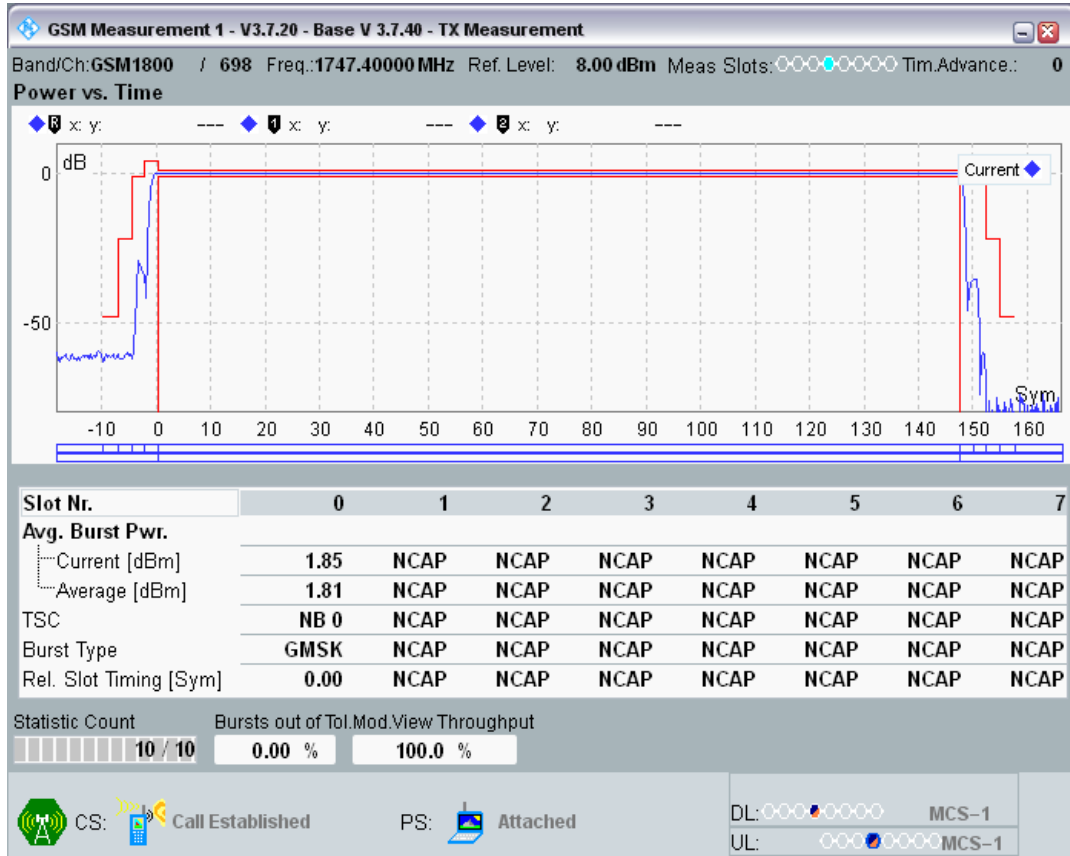 GSM Measurement 1 - V3.7.20 - Base V 3.7.40 - TX Measurement
Band/Ch:GSM1800 / 698 Freq.:1747.40000 MHz Ref. Level: 8.00 dBm Meas Slots: Tim.Advance.: 0
Power vs. Time
R x: y: --- 1 x: y: --- 2 x: y: ---
dB
0
Current
-50
Sym
-10 0 10 20 30 40 50 60 70 80 90 100 110 120 130 140 150 160
Slot Nr. 0 1 2 3 4 5 6 7
Avg. Burst Pwr.
Current [dBm] 1.85 NCAP NCAP NCAP NCAP NCAP NCAP NCAP
Average [dBm] 1.81 NCAP NCAP NCAP NCAP NCAP NCAP NCAP
TSC NB 0 NCAP NCAP NCAP NCAP NCAP NCAP NCAP
Burst Type GMSK NCAP NCAP NCAP NCAP NCAP NCAP NCAP
Rel. Slot Timing [Sym] 0.00 NCAP NCAP NCAP NCAP NCAP NCAP NCAP
Statistic Count Bursts out of Tol. Mod.View Throughput
10 / 10 0.00 % 100.0 %
CS: Call Established PS: Attached
DL: MCS-1
UL: MCS-1